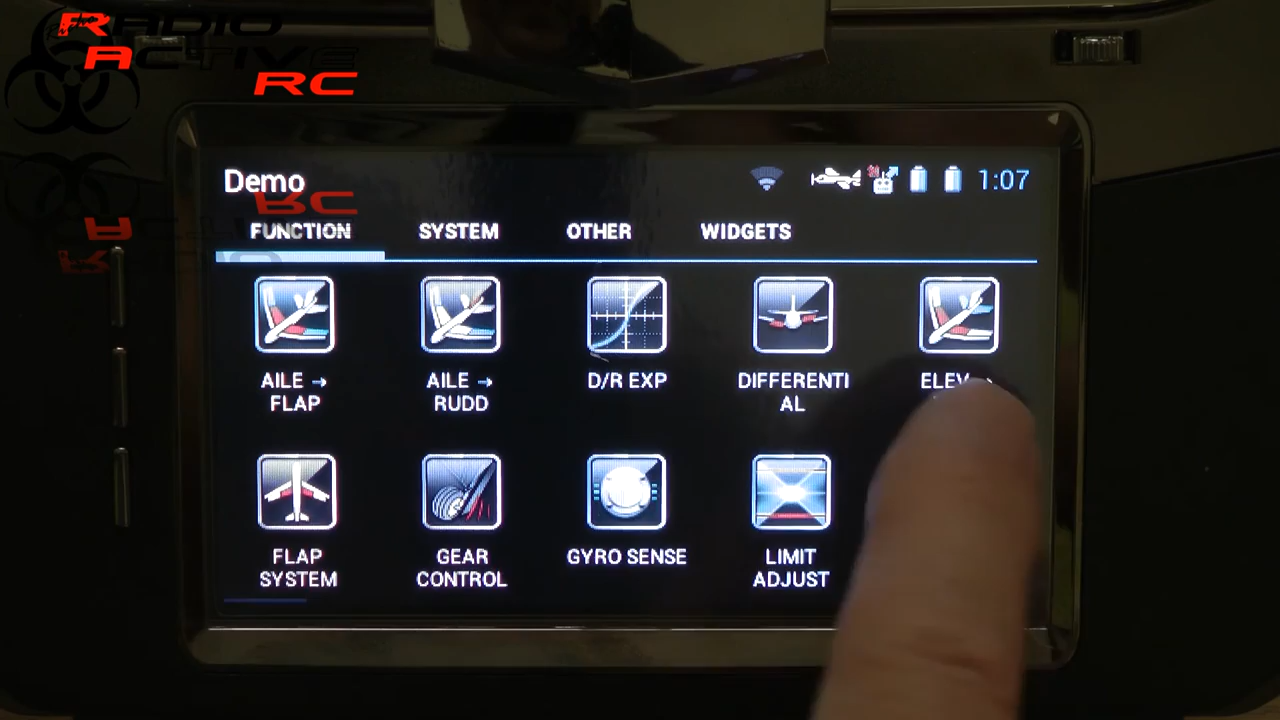 RADIO
ACTIVE
RC
Demo
1:07
FUNCTION SYSTEM OTHER WIDGETS
AILE →
FLAP
AILE →
RUDD
D/R EXP
DIFFERENTI
AL
ELEV →
FLAP
SYSTEM
GEAR
CONTROL
GYRO SENSE
LIMIT
ADJUST